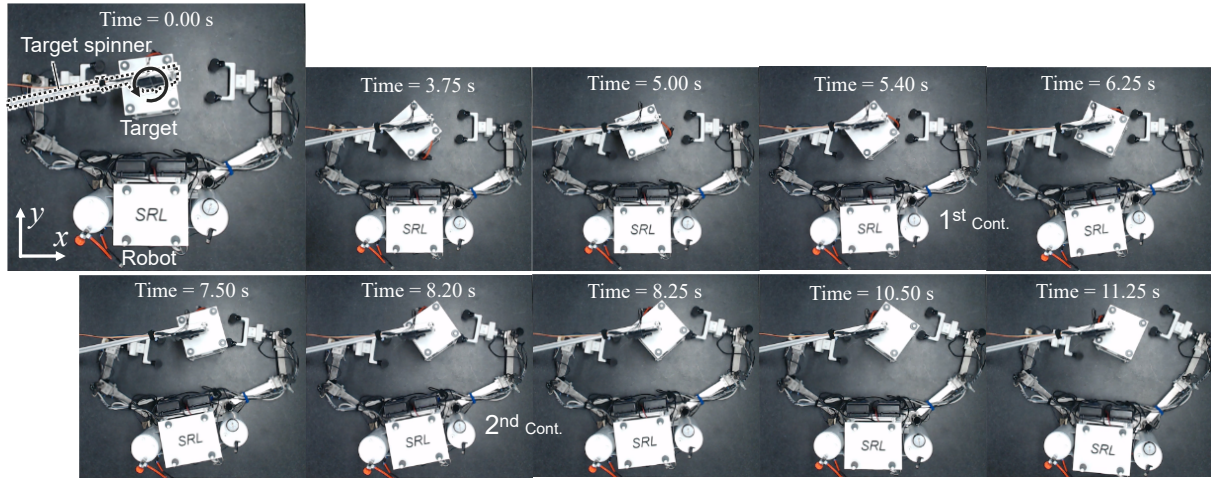 Time = 0.00 s
Target spinner
Target
SRL
y
x
Robot
Time = 3.75 s
SRL
Time = 5.00 s
SRL
Time = 5.40 s
SRL
1st Cont.
Time = 6.25 s
SRL
Time = 7.50 s
SRL
Time = 8.20 s
SRL
2nd Cont.
Time = 8.25 s
SRL
Time = 10.50 s
SRL
Time = 11.25 s
SRL